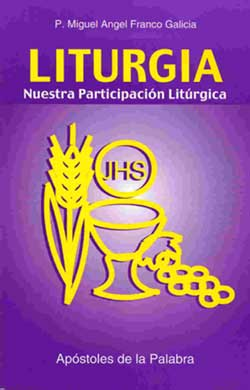 P. Miguel Angel Franco Galicia
LITURGIA
Nuestra Participación Litúrgica
JHS
Apóstoles de la Palabra